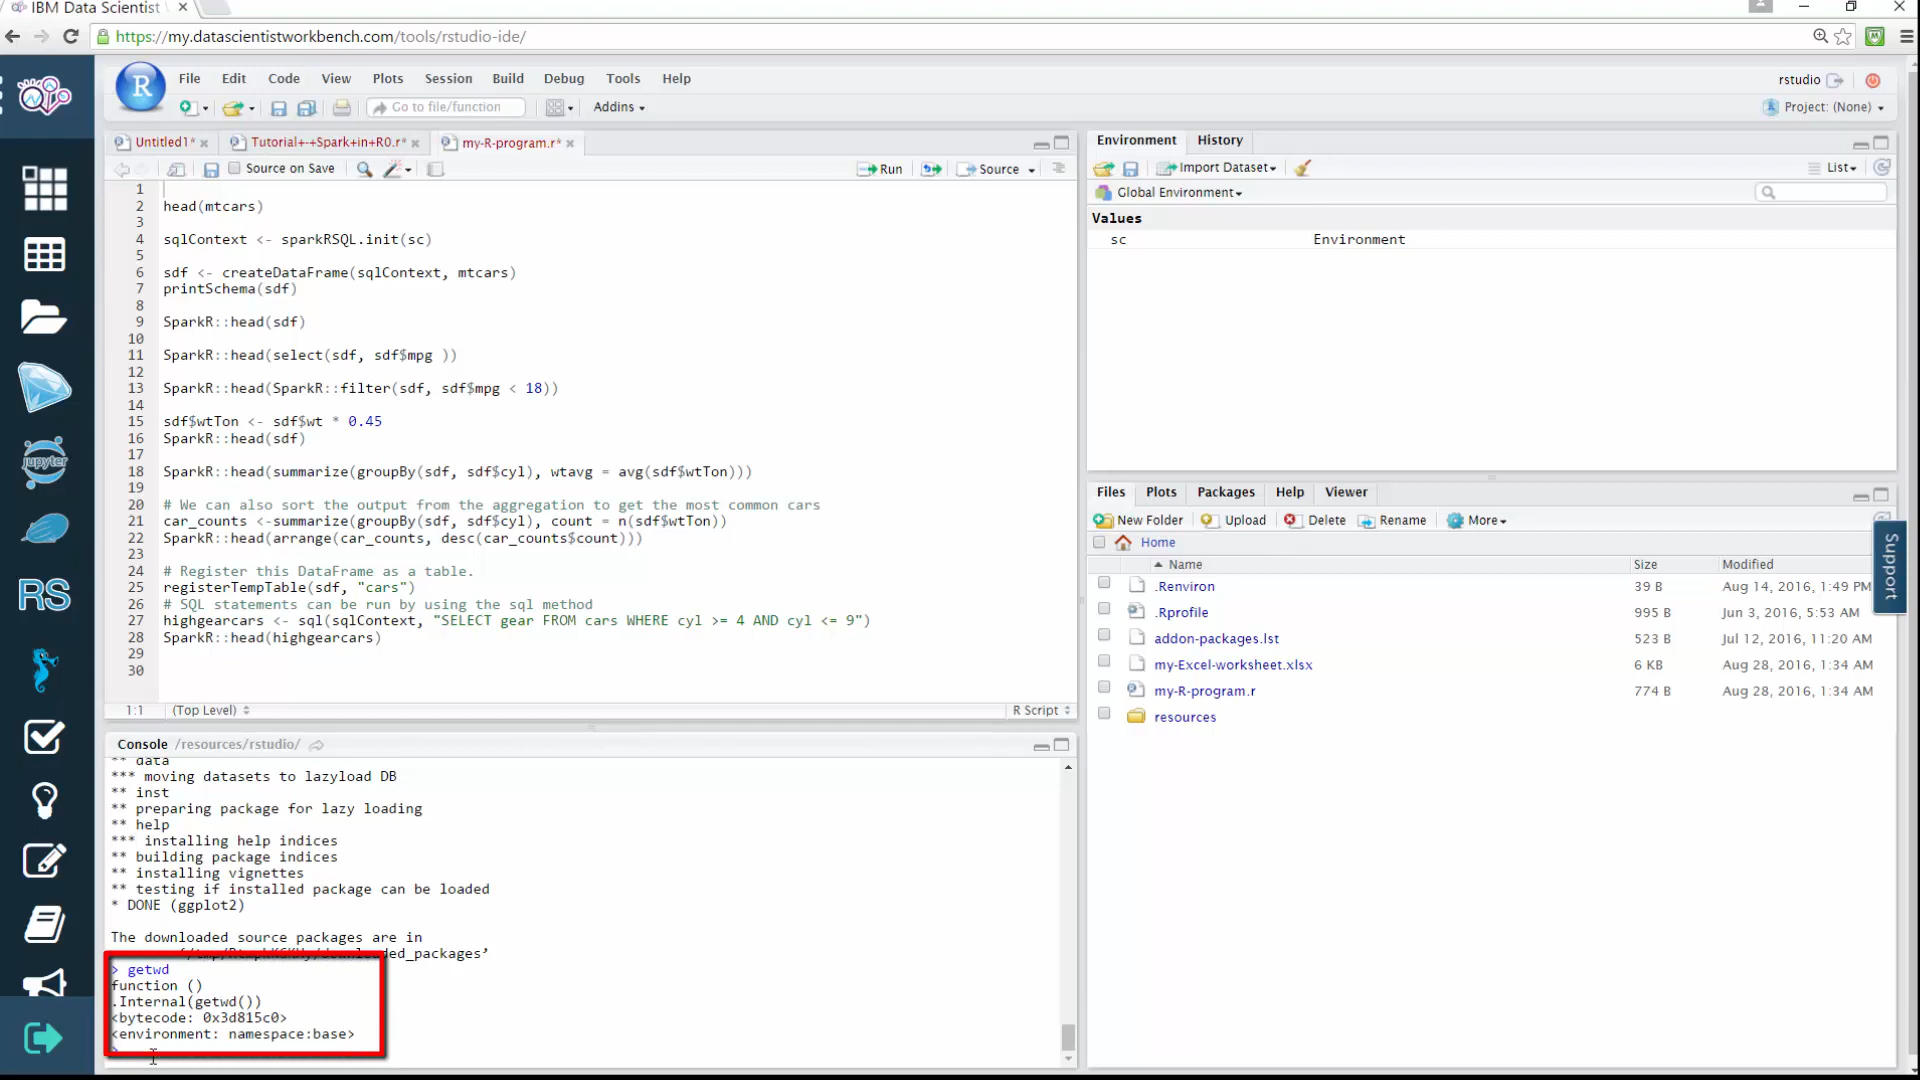 IBM Data Scientist
https://my.datascientistworkbench.com/tools/rstudio-ide/
R
File Edit Code View Plots Session Build Debug Tools Help
rstudio
Go to file/function
Addins
Project: (None)
Untitled1*
Tutorial+-+Spark+in+R0.r*
my-R-program.r*
Source on Save
Run
Source
1
2 head(mtcars)
3
4 sqlContext <- sparkRSQL.init(sc)
5
6 sdf <- createDataFrame(sqlContext, mtcars)
7 printSchema(sdf)
8
9 SparkR::head(sdf)
10
11 SparkR::head(select(sdf, sdf$mpg ))
12
13 SparkR::head(SparkR::filter(sdf, sdf$mpg < 18))
14
15 sdf$wtTon <- sdf$wt * 0.45
16 SparkR::head(sdf)
17
18 SparkR::head(summarize(groupBy(sdf, sdf$cyl), wtavg = avg(sdf$wtTon)))
19
20 # We can also sort the output from the aggregation to get the most common cars
21 car_counts <-summarize(groupBy(sdf, sdf$cyl), count = n(sdf$wtTon))
22 SparkR::head(arrange(car_counts, desc(car_counts$count)))
23
24 # Register this DataFrame as a table.
25 registerTempTable(sdf, "cars")
26 # SQL statements can be run by using the sql method
27 highgearcars <- sql(sqlContext, "SELECT gear FROM cars WHERE cyl >= 4 AND cyl <= 9")
28 SparkR::head(highgearcars)
29
30
1:1 (Top Level) R Script
Console /resources/rstudio/
** data
*** moving datasets to lazyload DB
** inst
** preparing package for lazy loading
** help
*** installing help indices
** building package indices
** installing vignettes
** testing if installed package can be loaded
* DONE (ggplot2)
The downloaded source packages are in
downloaded_packages’
> getwd
function ()
.Internal(getwd())
<bytecode: 0x3d815c0>
<environment: namespace:base>
>
Environment History
Import Dataset
List
Global Environment
Values
sc Environment
Files Plots Packages Help Viewer
New Folder Upload Delete Rename More
Home
Name Size Modified
.Renviron 39 B Aug 14, 2016, 1:49 PM
.Rprofile 995 B Jun 3, 2016, 5:53 AM
addon-packages.lst 523 B Jul 12, 2016, 11:20 AM
my-Excel-worksheet.xlsx 6 KB Aug 28, 2016, 1:34 AM
my-R-program.r 774 B Aug 28, 2016, 1:34 AM
resources
Support
jupyter
RS